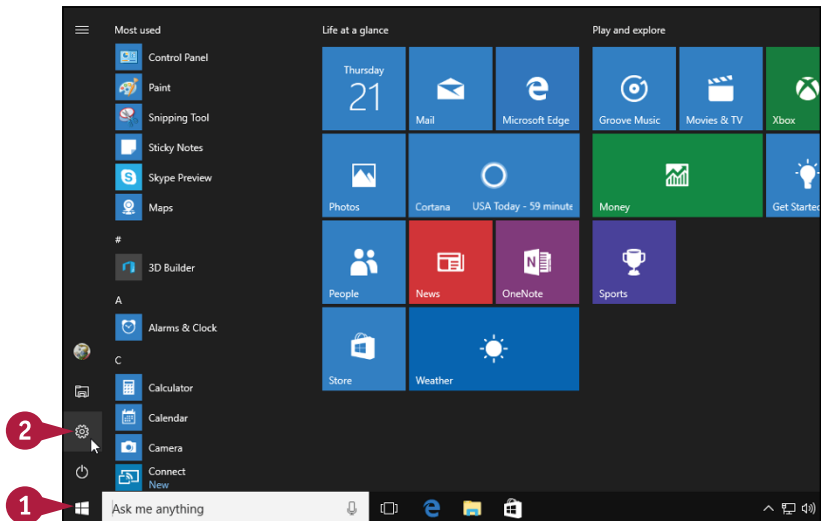 Most used
Control Panel
Paint
Snipping Tool
Sticky Notes
Skype Preview
Maps
#
3D Builder
A
Alarms & Clock
C
Calculator
Calendar
Camera
Connect
New
Life at a glance
Thursday
21
Mail
Microsoft Edge
Photos
Cortana USA Today - 59 minute
People
News
N
OneNote
Store
Weather
Play and explore
Groove Music
Movies & TV
Xbox
Money
Get Started
Sports
2
1
Ask me anything